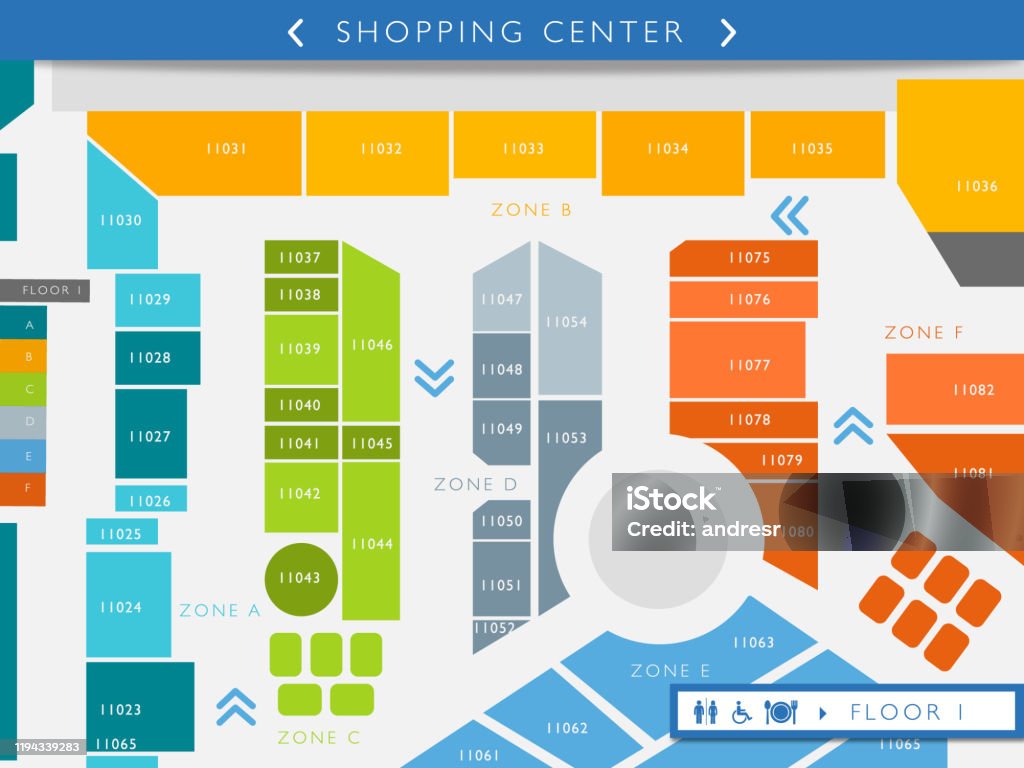 SHOPPING CENTER
11031
11032
11033
11034
11035
11036
ZONE B
11030
11037
11038
11039
11040
11041
11042
11043
11046
11045
11044
11047
11048
11049
11054
11053
ZONE D
11050
11051
11052
11075
11076
11077
11078
11079
11080
ZONE F
11082
11081
FLOOR 1
A
B
C
D
E
F
11029
11028
11027
11026
11025
11024
ZONE A
11023
11065
ZONE C
11063
ZONE E
11062
11061
11065
FLOOR 1
iStock™
Credit: andresr
1194339283